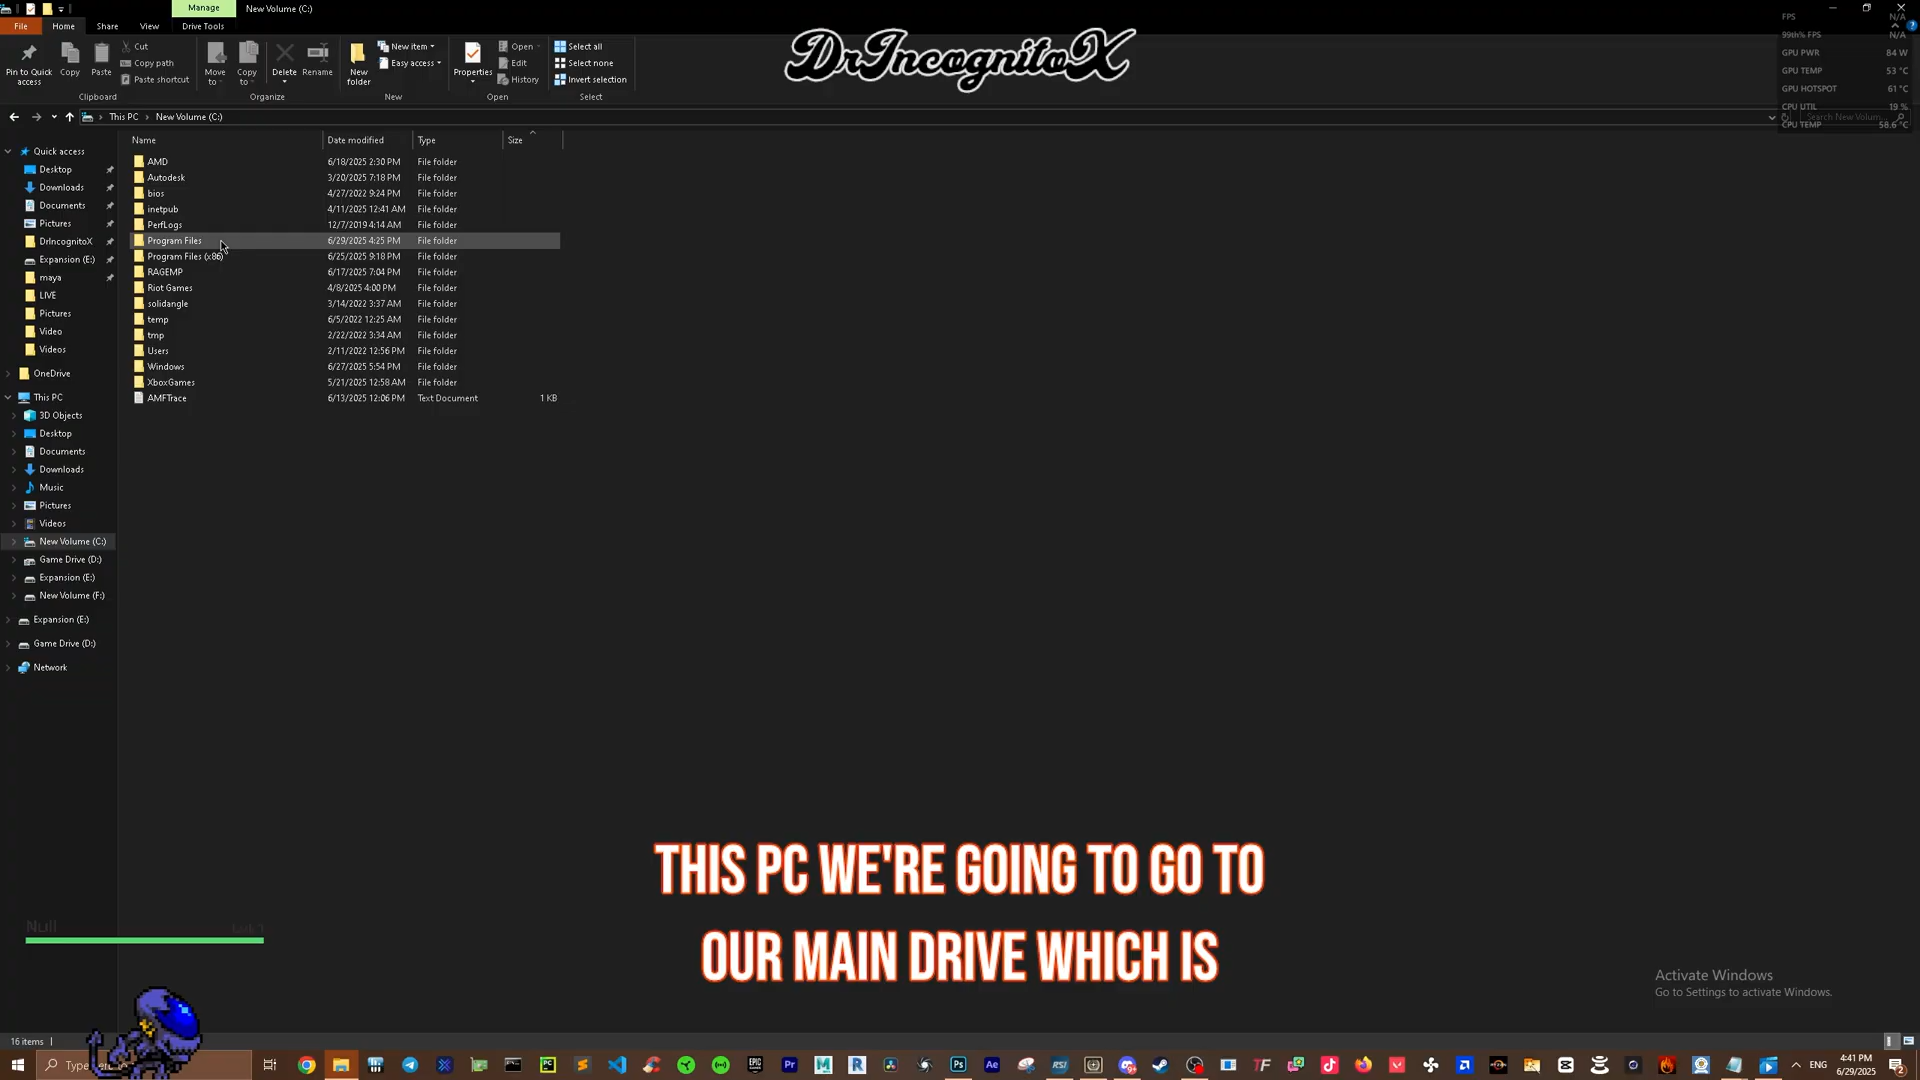 Manage
New Volume (C:)
File
Home
Share
View
Drive Tools
Pin to Quick access
Copy
Paste
Cut
Copy path
Paste shortcut
Clipboard
Move to
Copy to
Delete
Rename
Organize
New folder
New item
Easy access
New
Properties
Open
Edit
History
Open
Select all
Select none
Invert selection
Select
DrIncognitoX
FPS N/A
99th% FPS N/A
GPU PWR 84 W
GPU TEMP 53 °C
GPU HOTSPOT 61 °C
CPU UTIL 19 %
CPU TEMP 58.6 °C
This PC > New Volume (C:)
Search New Volum...
Name Date modified Type Size
AMD 6/18/2025 2:30 PM File folder
Autodesk 3/20/2025 7:18 PM File folder
bios 4/27/2022 9:24 PM File folder
inetpub 4/11/2025 12:41 AM File folder
PerfLogs 12/7/2019 4:14 AM File folder
Program Files 6/29/2025 4:25 PM File folder
Program Files (x86) 6/25/2025 9:18 PM File folder
RAGEMP 6/17/2025 7:04 PM File folder
Riot Games 4/8/2025 4:00 PM File folder
solidangle 3/14/2022 3:37 AM File folder
temp 6/5/2022 12:25 AM File folder
tmp 2/22/2022 3:34 AM File folder
Users 2/11/2022 12:56 PM File folder
Windows 6/27/2025 5:54 PM File folder
XboxGames 5/21/2025 12:58 AM File folder
AMFTrace 6/13/2025 12:06 PM Text Document 1 KB
Quick access
Desktop
Downloads
Documents
Pictures
DrIncognitoX
Expansion (E:)
maya
LIVE
Pictures
Video
Videos
OneDrive
This PC
3D Objects
Desktop
Documents
Downloads
Music
Pictures
Videos
New Volume (C:)
Game Drive (D:)
Expansion (E:)
New Volume (F:)
Expansion (E:)
Game Drive (D:)
Network
THIS PC WE'RE GOING TO GO TO
OUR MAIN DRIVE WHICH IS
Null
Activate Windows
Go to Settings to activate Windows.
16 items
Type
ENG
4:41 PM
6/29/2025